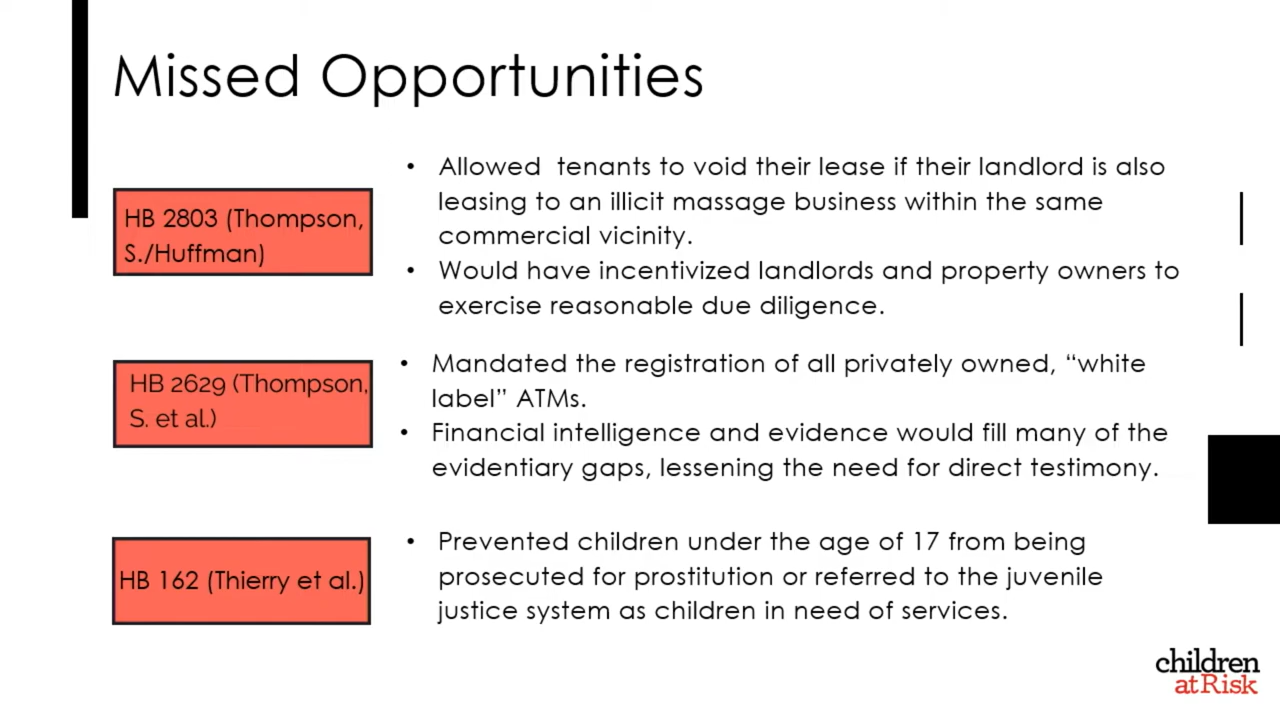 Missed Opportunities
HB 2803 (Thompson,
S./Huffman)
• Allowed  tenants to void their lease if their landlord is also
leasing to an illicit massage business within the same
commercial vicinity.
• Would have incentivized landlords and property owners to
exercise reasonable due diligence.
HB 2629 (Thompson,
S. et al.)
• Mandated the registration of all privately owned, “white
label” ATMs.
• Financial intelligence and evidence would fill many of the
evidentiary gaps, lessening the need for direct testimony.
HB 162 (Thierry et al.)
• Prevented children under the age of 17 from being
prosecuted for prostitution or referred to the juvenile
justice system as children in need of services.
children
atRisk